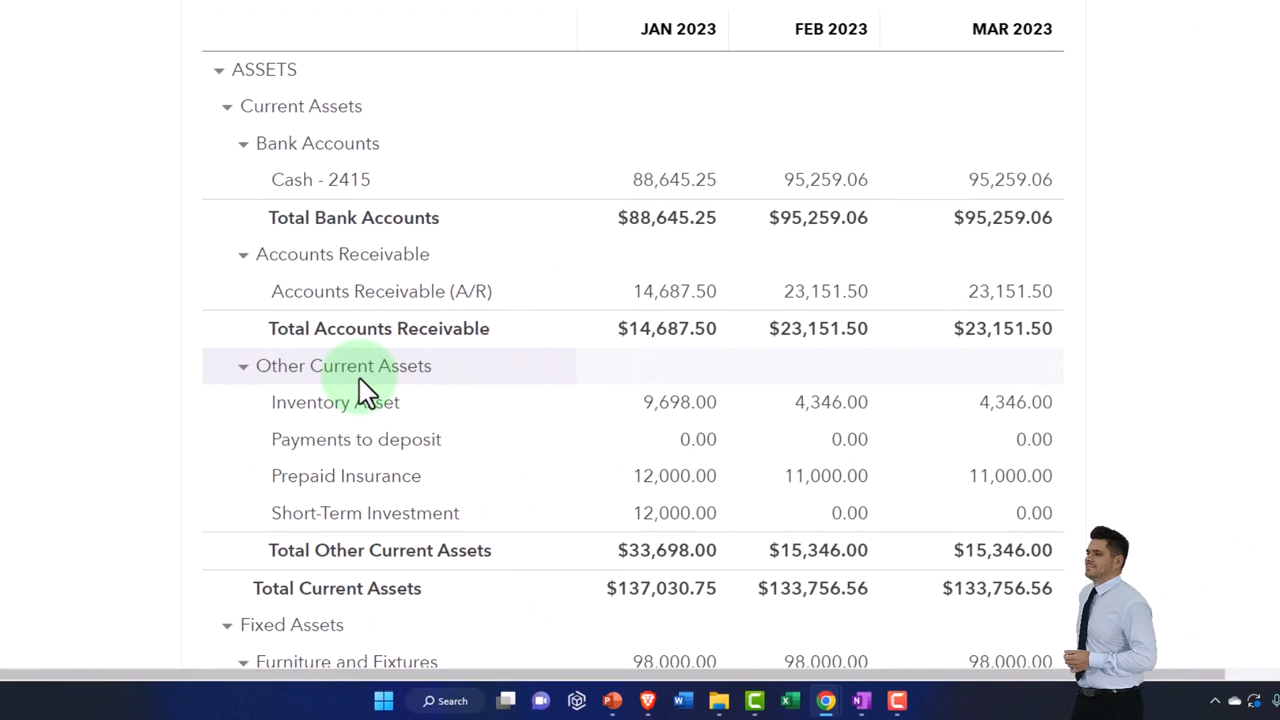 JAN 2023 FEB 2023 MAR 2023
ASSETS
Current Assets
Bank Accounts
Cash - 2415 88,645.25 95,259.06 95,259.06
Total Bank Accounts $88,645.25 $95,259.06 $95,259.06
Accounts Receivable
Accounts Receivable (A/R) 14,687.50 23,151.50 23,151.50
Total Accounts Receivable $14,687.50 $23,151.50 $23,151.50
Other Current Assets
Inventory Asset 9,698.00 4,346.00 4,346.00
Payments to deposit 0.00 0.00 0.00
Prepaid Insurance 12,000.00 11,000.00 11,000.00
Short-Term Investment 12,000.00 0.00 0.00
Total Other Current Assets $33,698.00 $15,346.00 $15,346.00
Total Current Assets $137,030.75 $133,756.56 $133,756.56
Fixed Assets
Furniture and Fixtures 98,000.00 98,000.00 98,000.00
Search